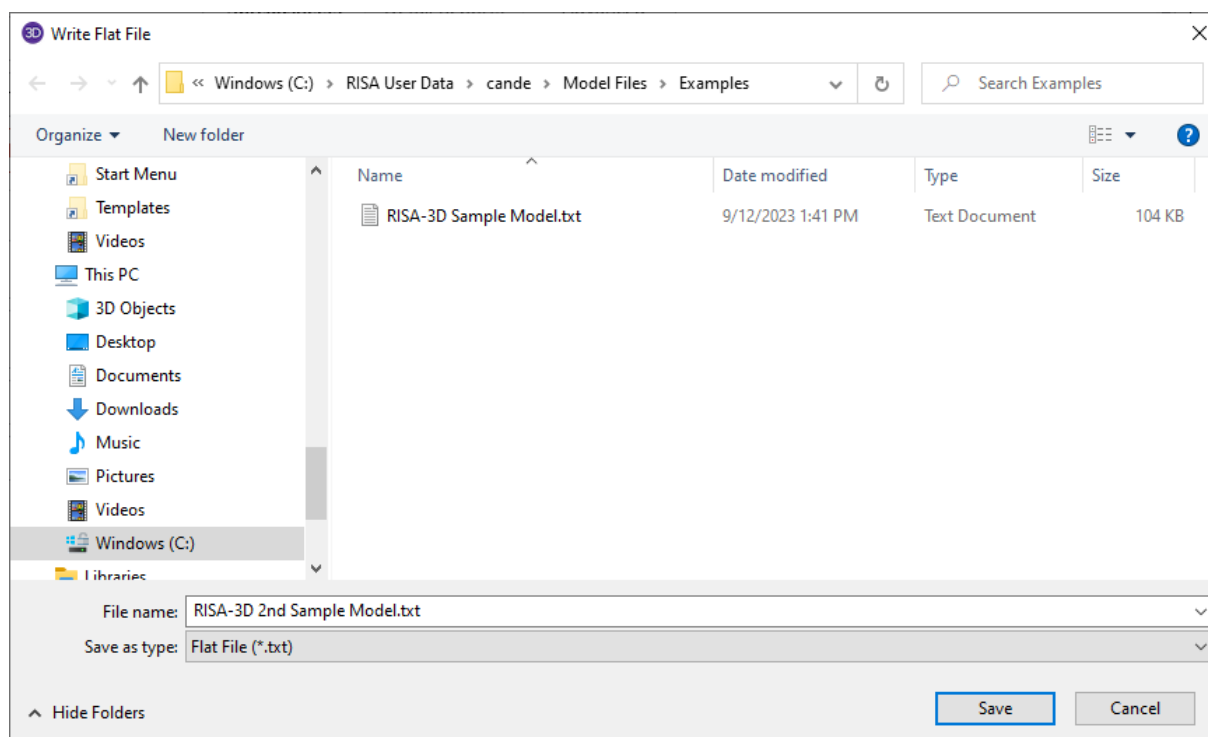 3D Write Flat File
« Windows (C:) › RISA User Data › cande › Model Files › Examples Search Examples
Organize New folder ?
Start Menu
Templates
Videos
This PC
3D Objects
Desktop
Documents
Downloads
Music
Pictures
Videos
Windows (C:)
Libraries
Name Date modified Type Size
RISA-3D Sample Model.txt 9/12/2023 1:41 PM Text Document 104 KB
File name: RISA-3D 2nd Sample Model.txt
Save as type: Flat File (*.txt)
Hide Folders Save Cancel